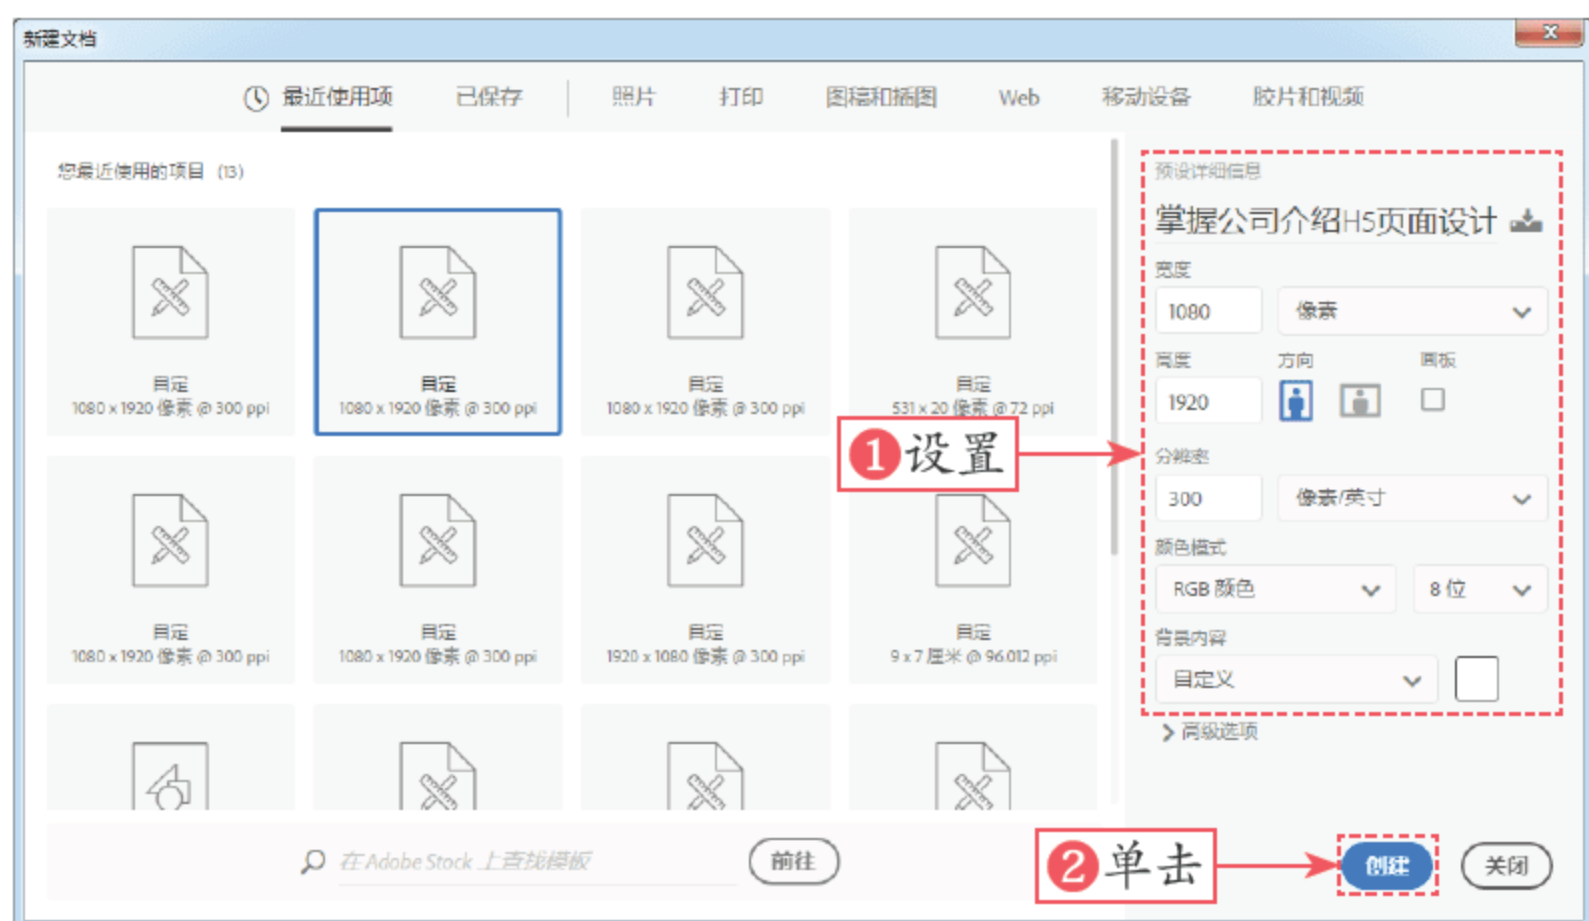 新建文档
最近使用项 已保存 照片 打印 图稿和插图 Web 移动设备 胶片和视频
您最近使用的项目 (13)
自定
1080 x 1920 像素 @ 300 ppi
自定
1080 x 1920 像素 @ 300 ppi
自定
1080 x 1920 像素 @ 300 ppi
自定
531 x 20 像素 @ 72 ppi
自定
1080 x 1920 像素 @ 300 ppi
自定
1080 x 1920 像素 @ 300 ppi
自定
1920 x 1080 像素 @ 300 ppi
自定
9 x 7 厘米 @ 96.012 ppi
在 Adobe Stock 上查找模板 前往
预设详细信息
掌握公司介绍H5页面设计
宽度
1080 像素
高度 方向 画板
1920
1 设置
分辨率
300 像素/英寸
颜色模式
RGB 颜色 8 位
背景内容
自定义
高级选项
2 单击
创建 关闭